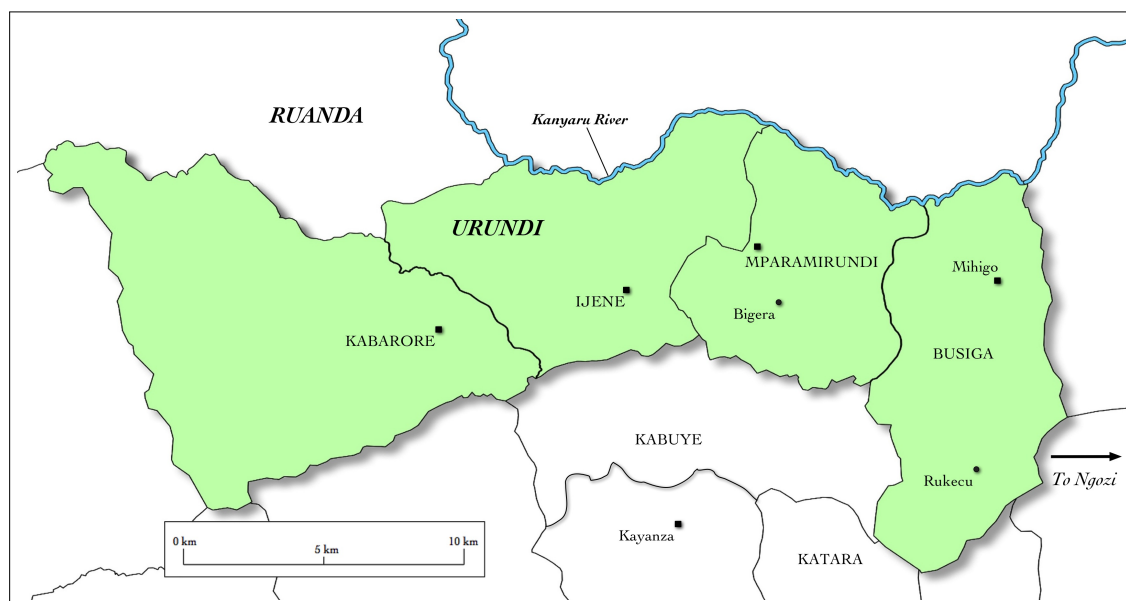 RUANDA
Kanyaru River
URUNDI
MPARAMIRUNDI
Mihigo
IJENE
Bigera
KABARORE
BUSIGA
KABUYE
Rukecu
To Ngozi
Kayanza
KATARA
0 km
5 km
10 km